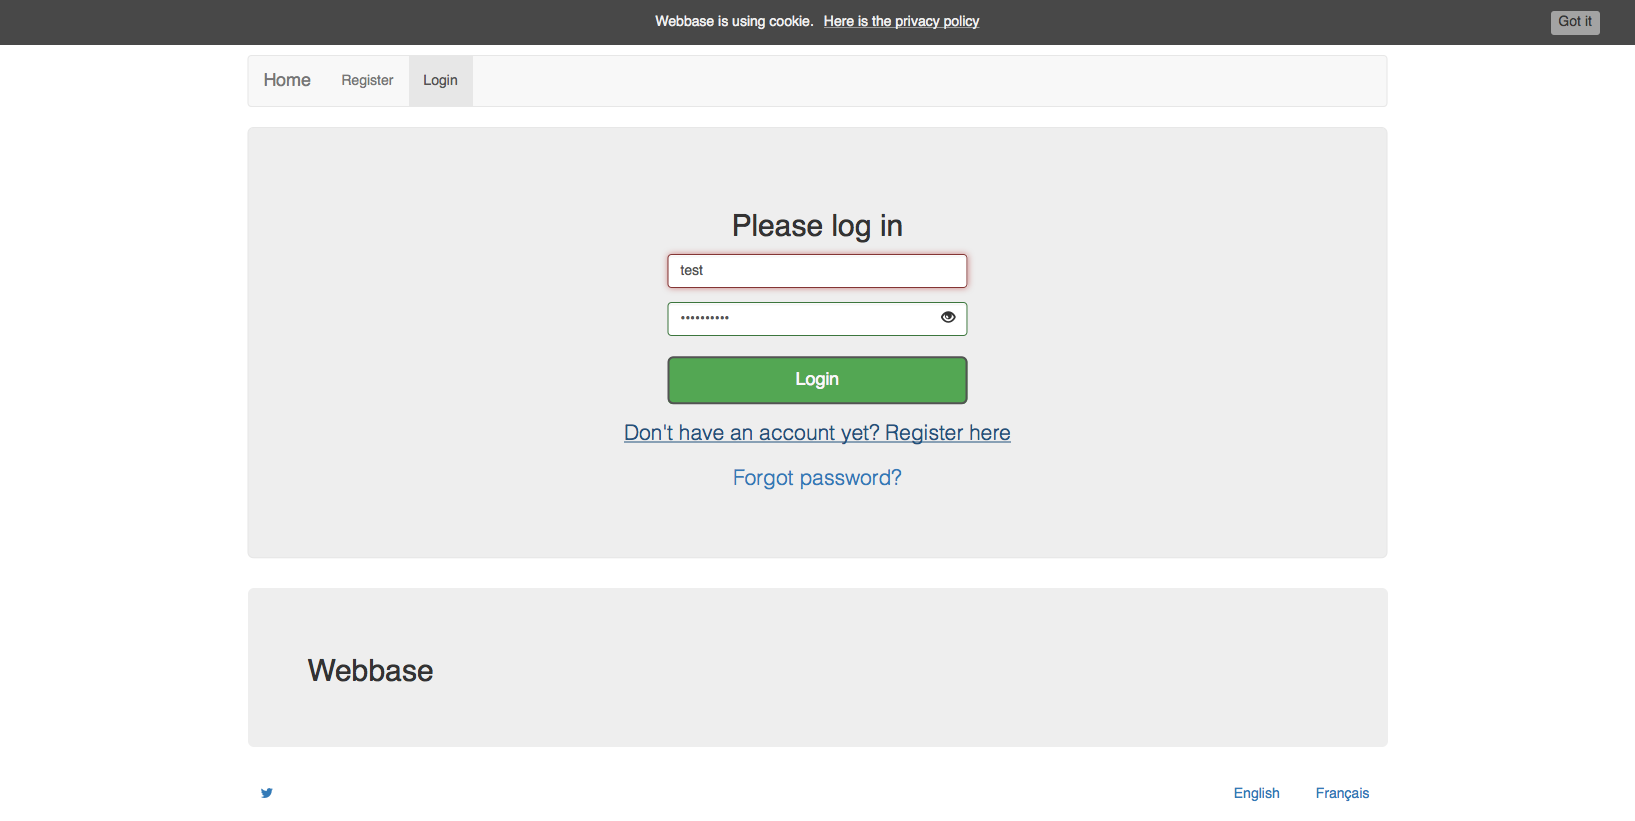 Webbase is using cookie. Here is the privacy policy Got it
Home Register Login
Please log in
test
••••••••••
Login
Don't have an account yet? Register here
Forgot password?
Webbase
English Français